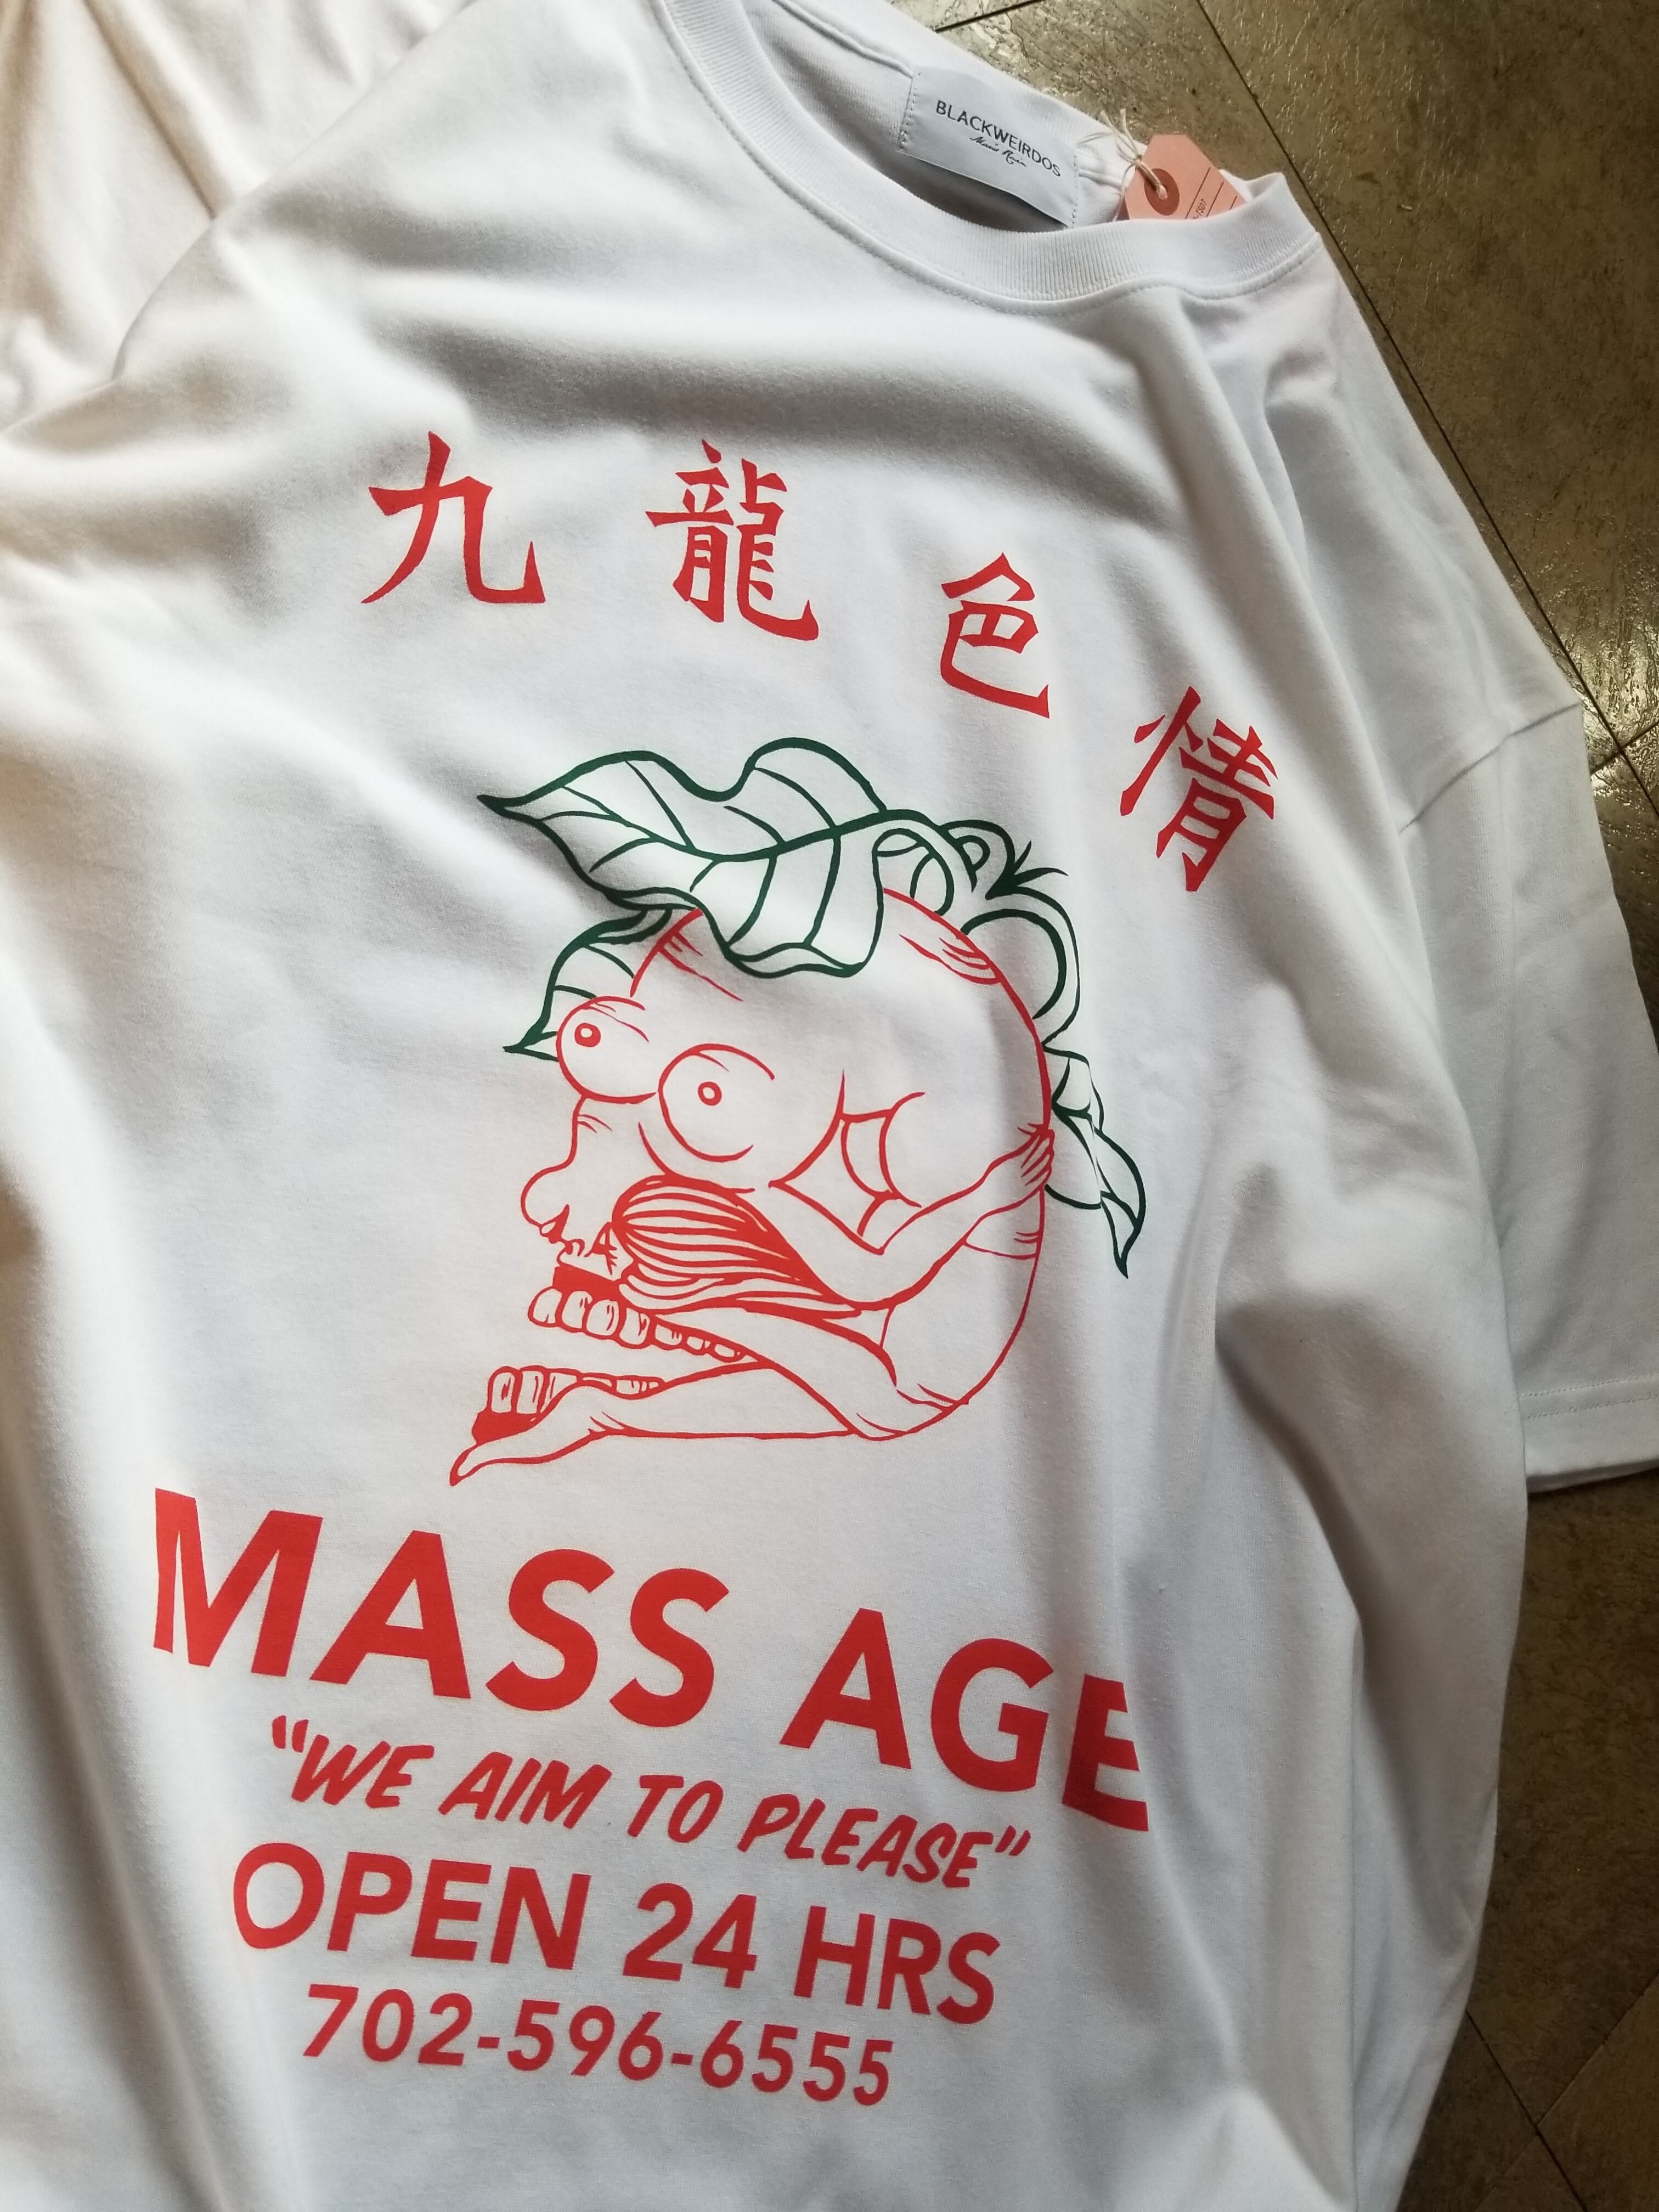 BLACKWEIRDOS
九龍色情
MASS AGE
“WE AIM TO PLEASE”
OPEN 24 HRS
702-596-6555